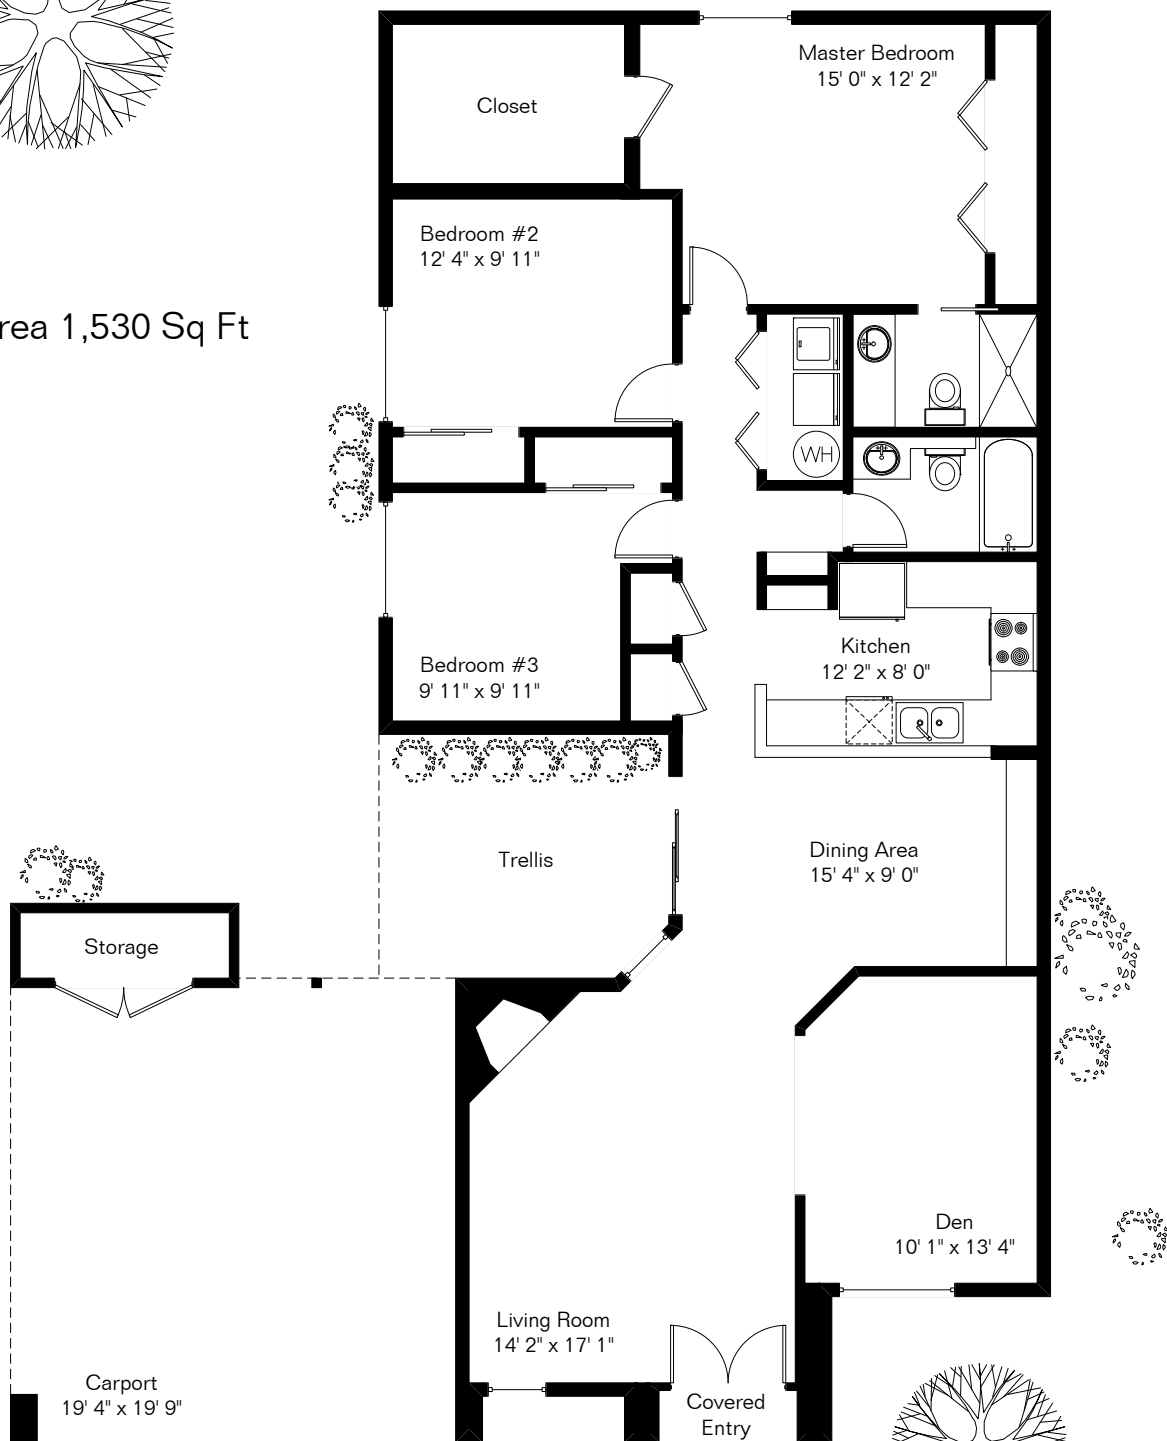 Master Bedroom
15' 0" x 12' 2"
Closet
Bedroom #2
12' 4" x 9' 11"
rea 1,530 Sq Ft
WH
Kitchen
12' 2" x 8' 0"
Bedroom #3
9' 11" x 9' 11"
Trellis
Dining Area
15' 4" x 9' 0"
Storage
Den
10' 1" x 13' 4"
Living Room
14' 2" x 17' 1"
Carport
19' 4" x 19' 9"
Covered
Entry